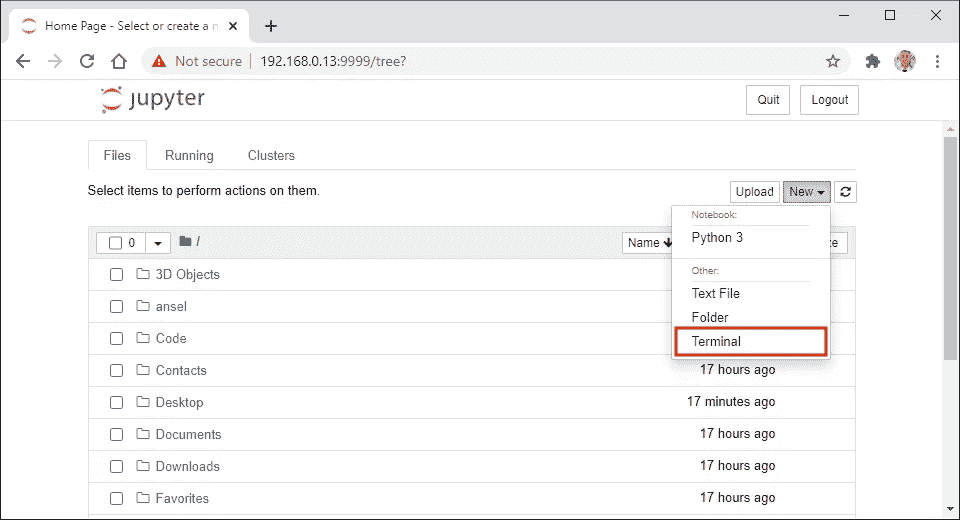 Home Page - Select or create a n
Not secure 192.168.0.13:9999/tree?
jupyter
Quit Logout
Files Running Clusters
Select items to perform actions on them.
Upload New
0 / Name
Notebook:
Python 3
Other:
Text File
Folder
Terminal
3D Objects
ansel
Code
Contacts 17 hours ago
Desktop 17 minutes ago
Documents 17 hours ago
Downloads 17 hours ago
Favorites 17 hours ago